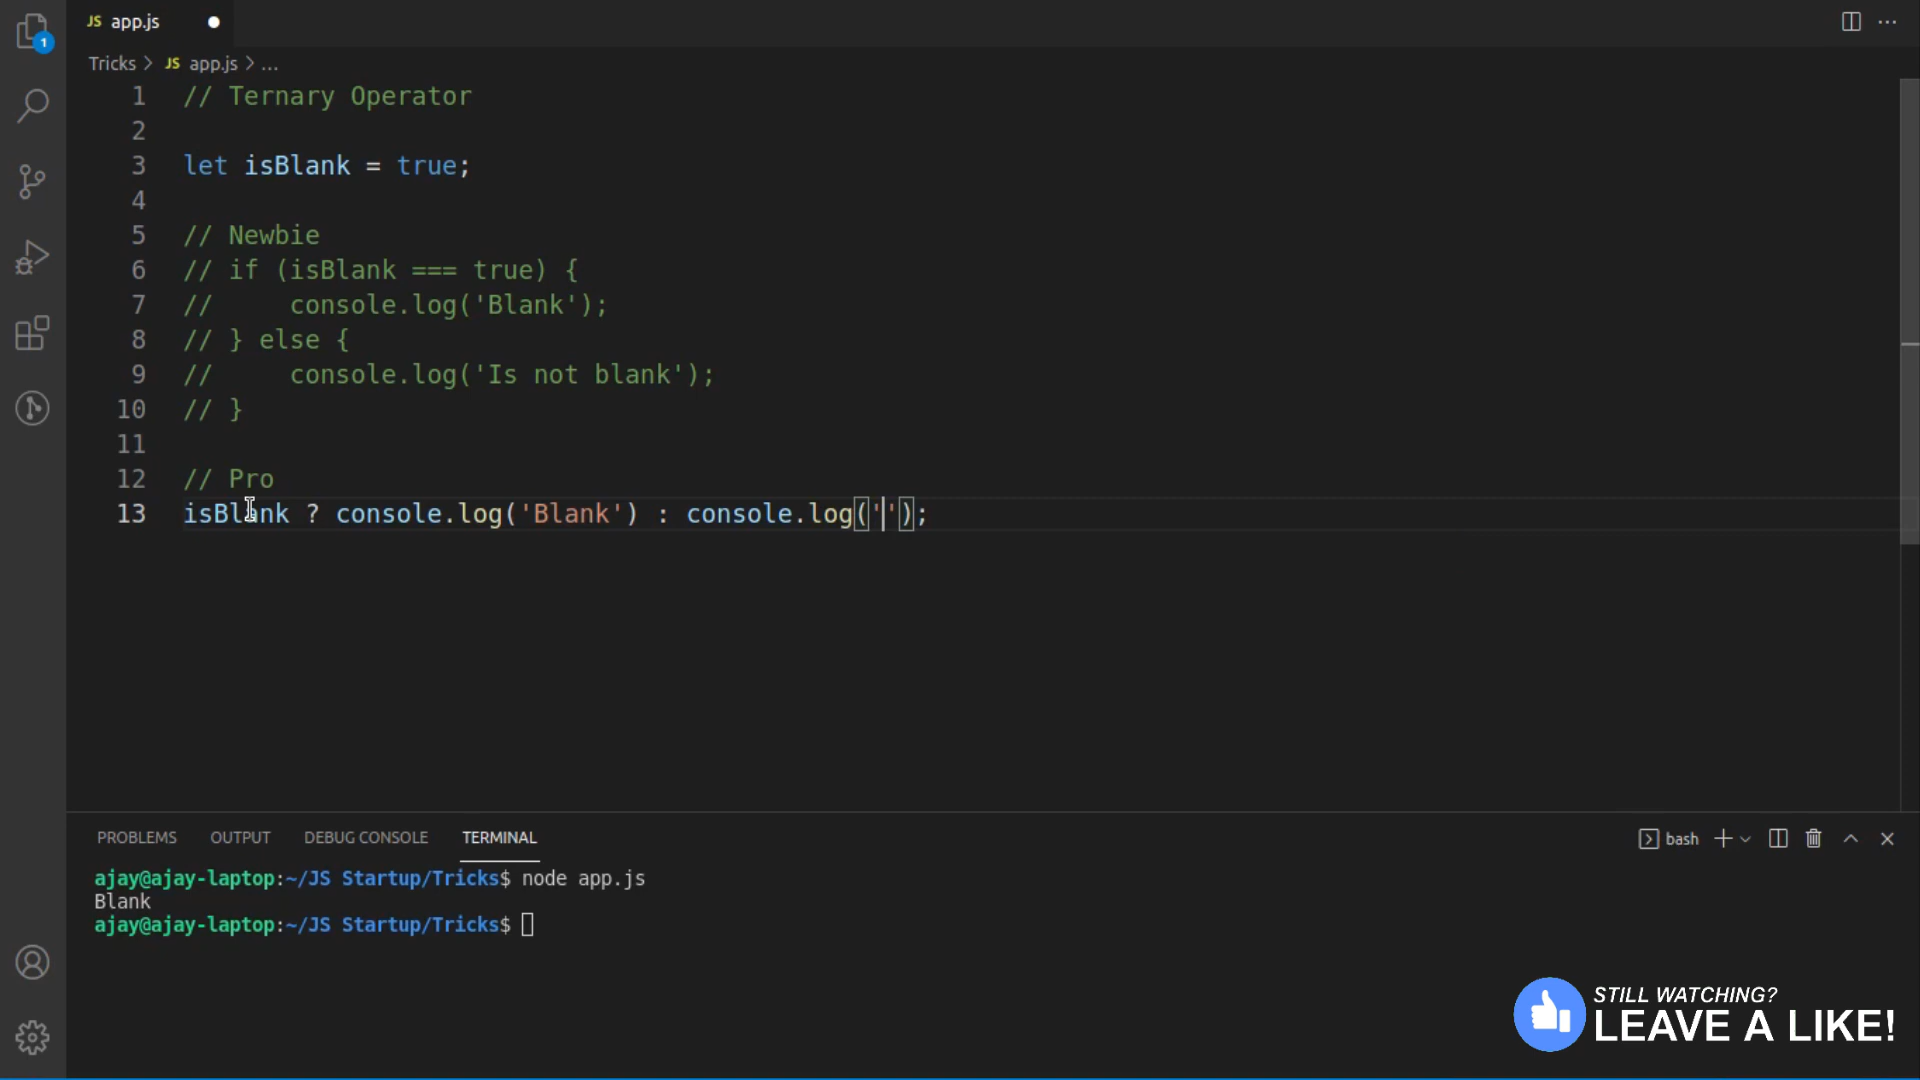 JS app.js
Tricks > JS app.js > ...
1 // Ternary Operator
2
3 let isBlank = true;
4
5 // Newbie
6 // if (isBlank === true) {
7 //     console.log('Blank');
8 // } else {
9 //     console.log('Is not blank');
10 // }
11
12 // Pro
13 isBlank ? console.log('Blank') : console.log('');
1
PROBLEMS OUTPUT DEBUG CONSOLE TERMINAL
bash
ajay@ajay-laptop:~/JS Startup/Tricks$ node app.js
Blank
ajay@ajay-laptop:~/JS Startup/Tricks$
STILL WATCHING?
LEAVE A LIKE!